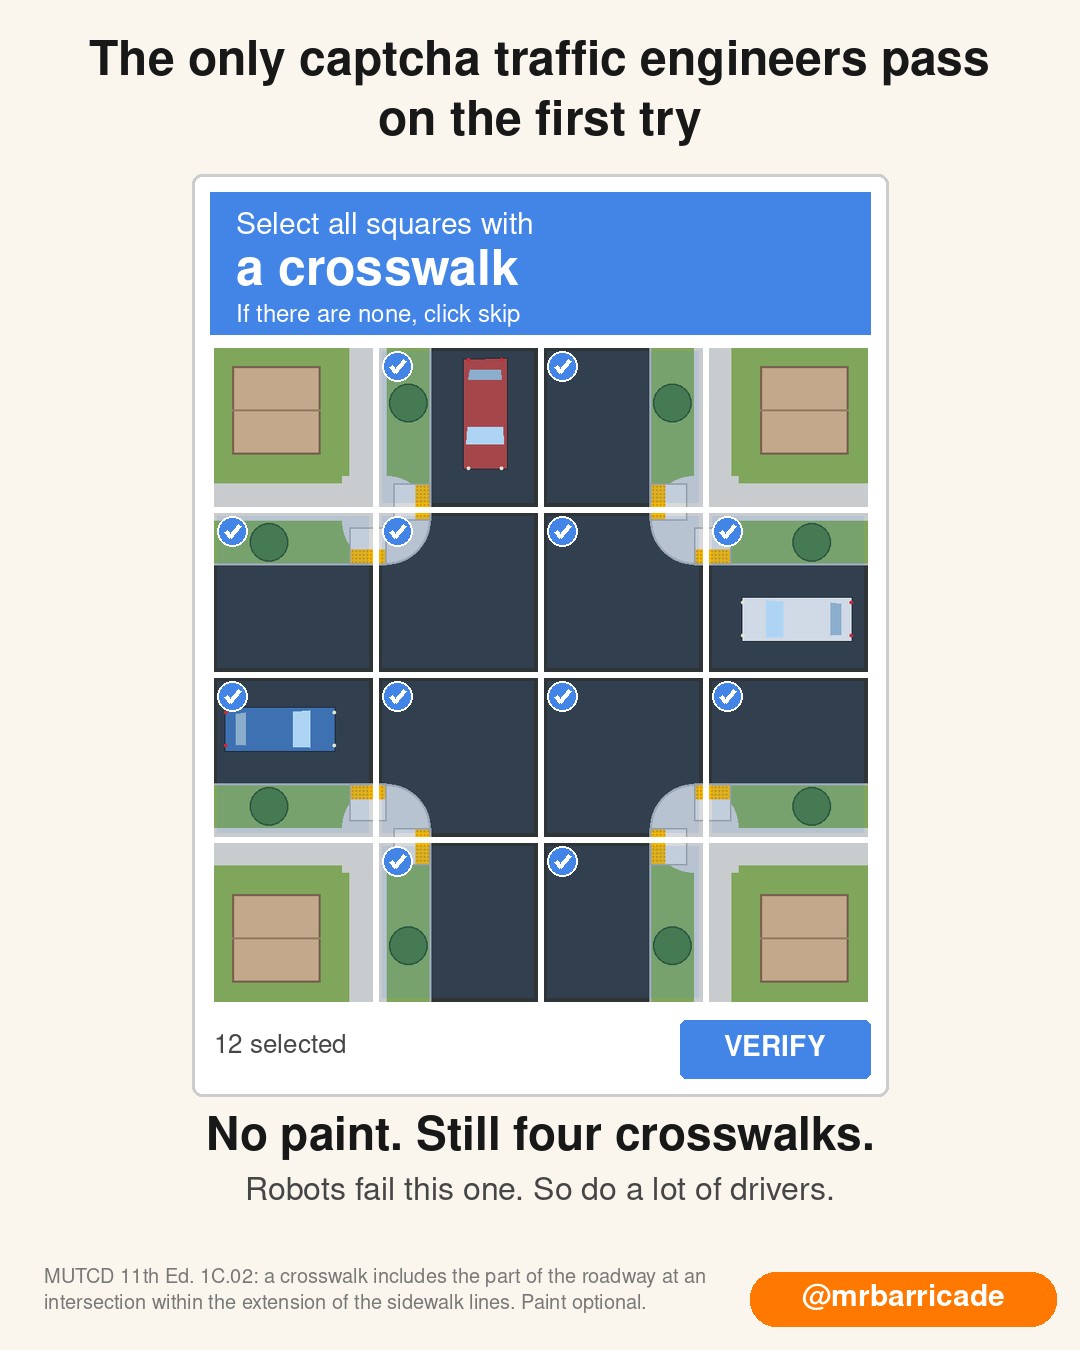 The only captcha traffic engineers pass
on the first try
Select all squares with
a crosswalk
If there are none, click skip
12 selected
VERIFY
No paint. Still four crosswalks.
Robots fail this one. So do a lot of drivers.
MUTCD 11th Ed. 1C.02: a crosswalk includes the part of the roadway at an
intersection within the extension of the sidewalk lines. Paint optional.
@mrbarricade